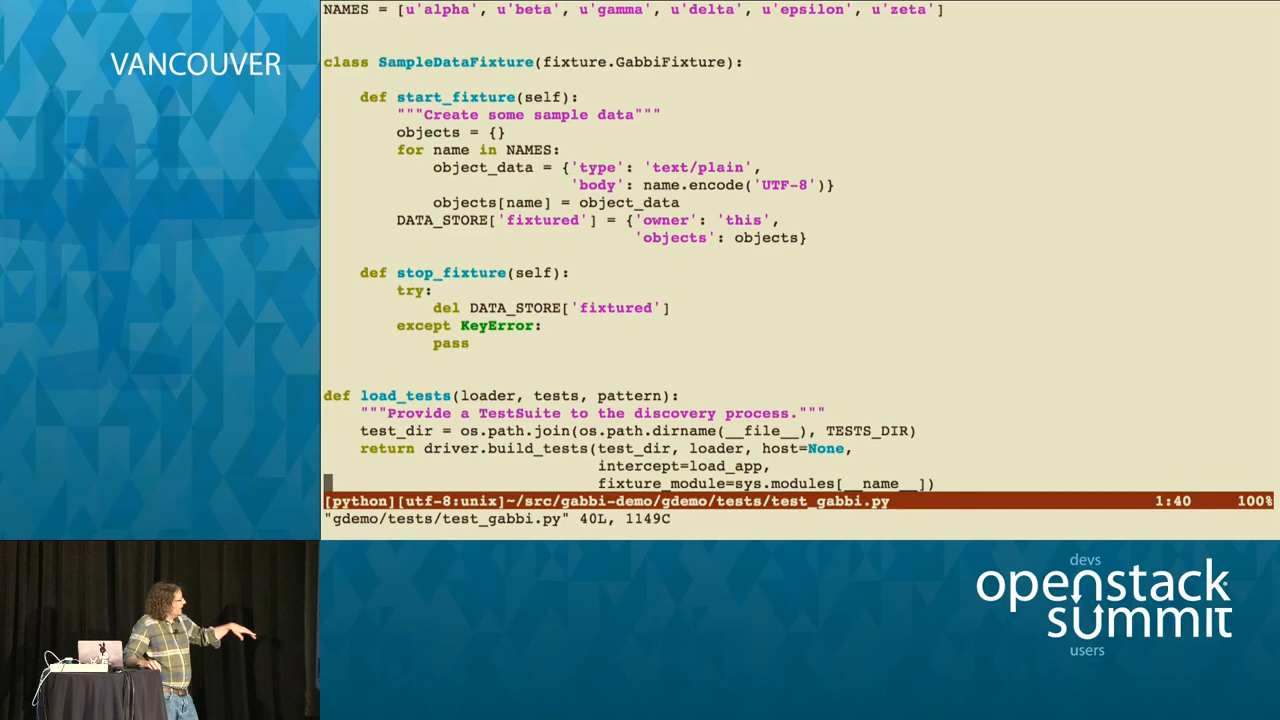 VANCOUVER
NAMES = [u'alpha', u'beta', u'gamma', u'delta', u'epsilon', u'zeta']
class SampleDataFixture(fixture.GabbiFixture):
def start_fixture(self):
"""Create some sample data"""
objects = {}
for name in NAMES:
object_data = {'type': 'text/plain',
'body': name.encode('UTF-8')}
objects[name] = object_data
DATA_STORE['fixtured'] = {'owner': 'this',
'objects': objects}
def stop_fixture(self):
try:
del DATA_STORE['fixtured']
except KeyError:
pass
def load_tests(loader, tests, pattern):
"""Provide a TestSuite to the discovery process."""
test_dir = os.path.join(os.path.dirname(__file__), TESTS_DIR)
return driver.build_tests(test_dir, loader, host=None,
intercept=load_app,
fixture_module=sys.modules[__name__])
[python][utf-8:unix]~/src/gabbi-demo/gdemo/tests/test_gabbi.py 1:40 100%
"gdemo/tests/test_gabbi.py" 40L, 1149C
devs
openstack
summit
users